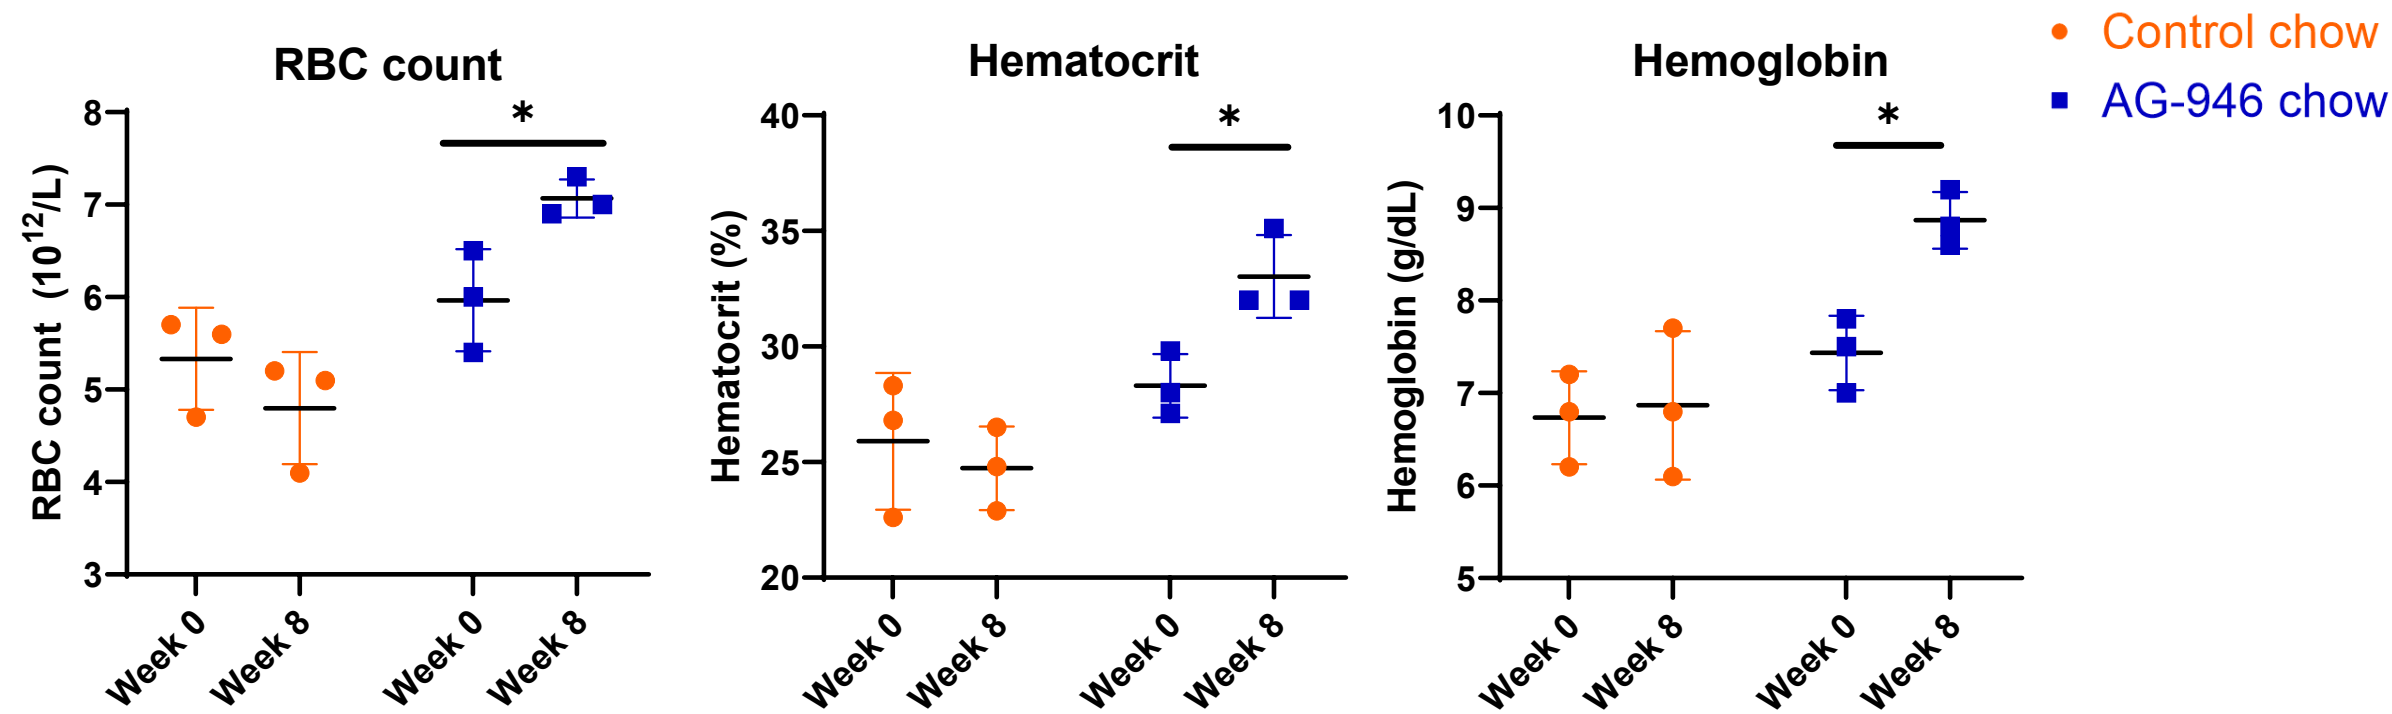 RBC count
Hematocrit
Hemoglobin
Control chow
AG-946 chow
RBC count (10¹²/L)
8
7
6
5
4
3
*
Week 0
Week 8
Week 0
Week 8
Hematocrit (%)
40
35
30
25
20
*
Week 0
Week 8
Week 0
Week 8
Hemoglobin (g/dL)
10
9
8
7
6
5
*
Week 0
Week 8
Week 0
Week 8